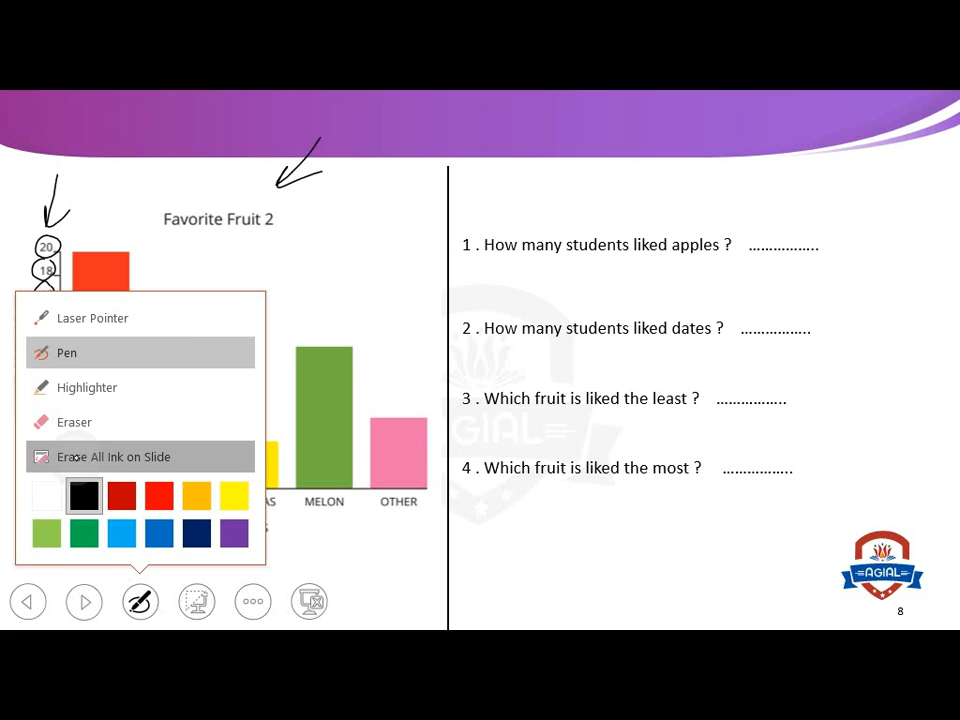 Favorite Fruit 2
20
18
Laser Pointer
Pen
Highlighter
Eraser
Erase All Ink on Slide
AS
MELON
OTHER
1 . How many students liked apples ? ……………..
2 . How many students liked dates ? ……………..
3 . Which fruit is liked the least ? ……………..
4 . Which fruit is liked the most ? ……………..
AGIAL
AGIAL
8